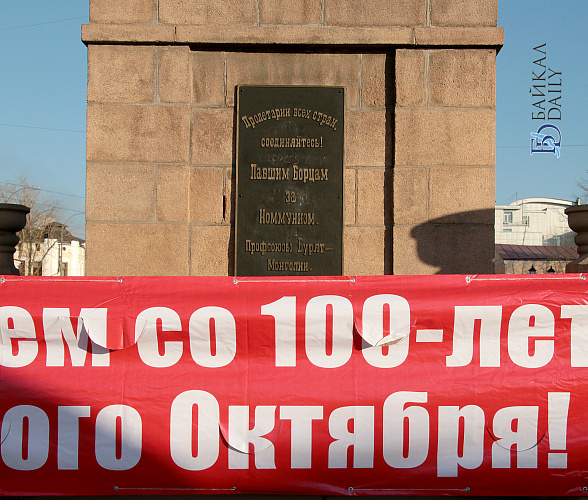 БАЙКАЛ
DAILY
Пролетарии всех стран,
соединяйтесь!
Павшим Борцам
за
Коммунизм.
Профсоюзы Бурят—
Монголии.
ем со 100-лет
ого Октября!